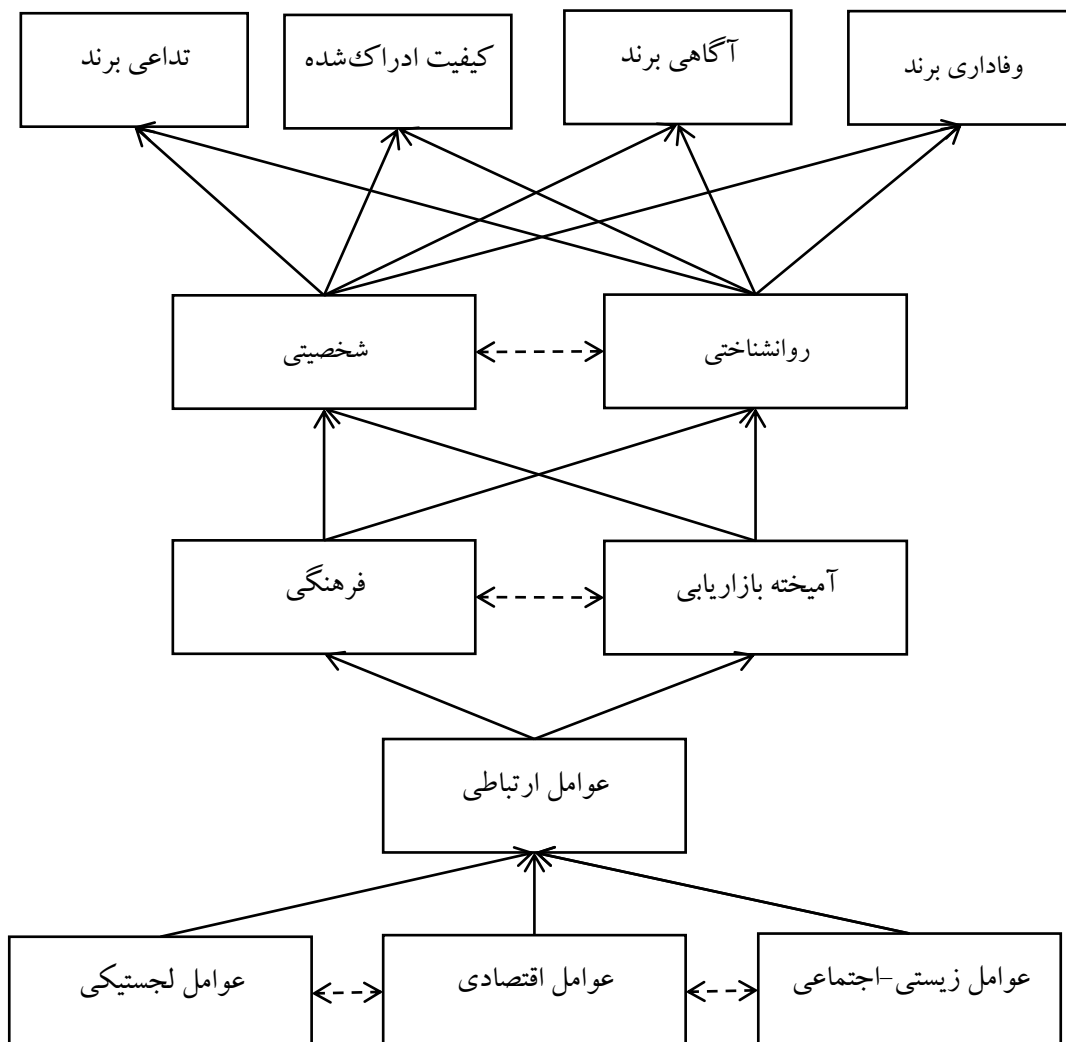 وفاداری برند
آگاهی برند
کیفیت ادراک‌شده
تداعی برند
روانشناختی
شخصیتی
آمیخته بازاریابی
فرهنگی
عوامل ارتباطی
عوامل زیستی-اجتماعی
عوامل اقتصادی
عوامل لجستیکی